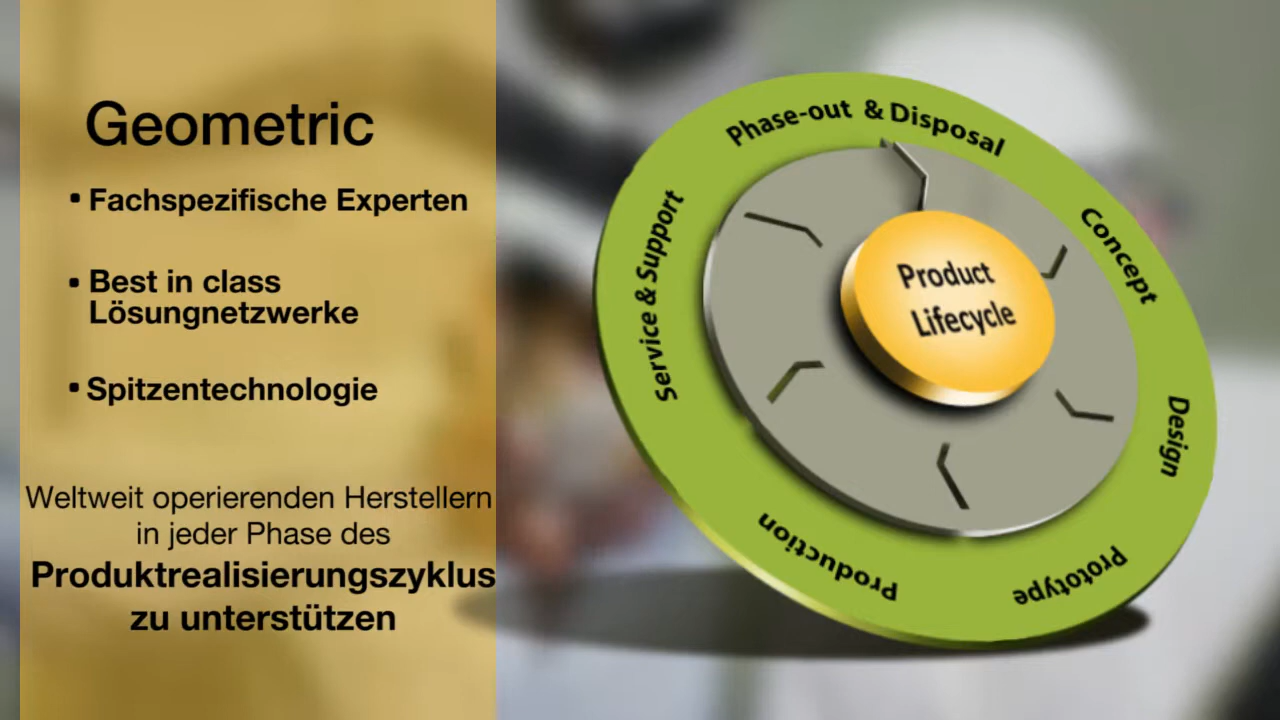 Geometric
• Fachspezifische Experten
• Best in class
Lösungnetzwerke
• Spitzentechnologie
Weltweit operierenden Herstellern
in jeder Phase des
Produktrealisierungszyklus
zu unterstützen
Phase-out & Disposal
Concept
Design
Prototype
Production
Service & Support
Product
Lifecycle